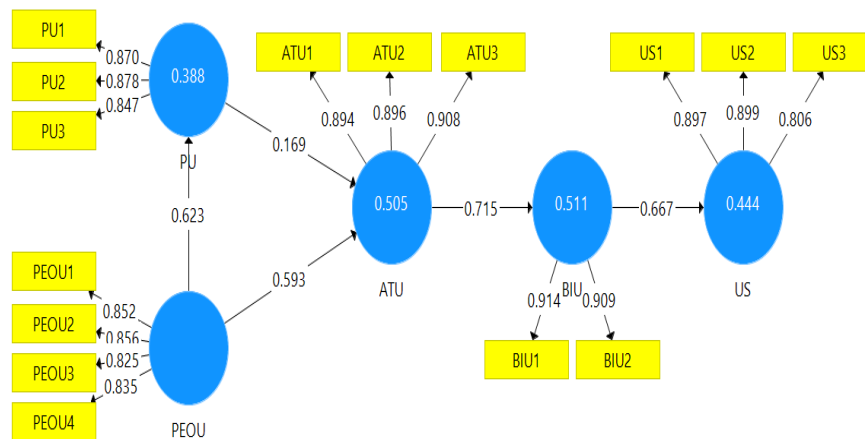 PU1
PU2
PU3
0.870
0.878
0.847
0.388
PU
0.623
0.169
0.593
PEOU1
PEOU2
PEOU3
PEOU4
0.852
0.856
0.825
0.835
PEOU
ATU1
ATU2
ATU3
0.894
0.896
0.908
0.505
ATU
0.715
0.511
BIU
0.914
0.909
BIU1
BIU2
0.667
US1
US2
US3
0.897
0.899
0.806
0.444
US